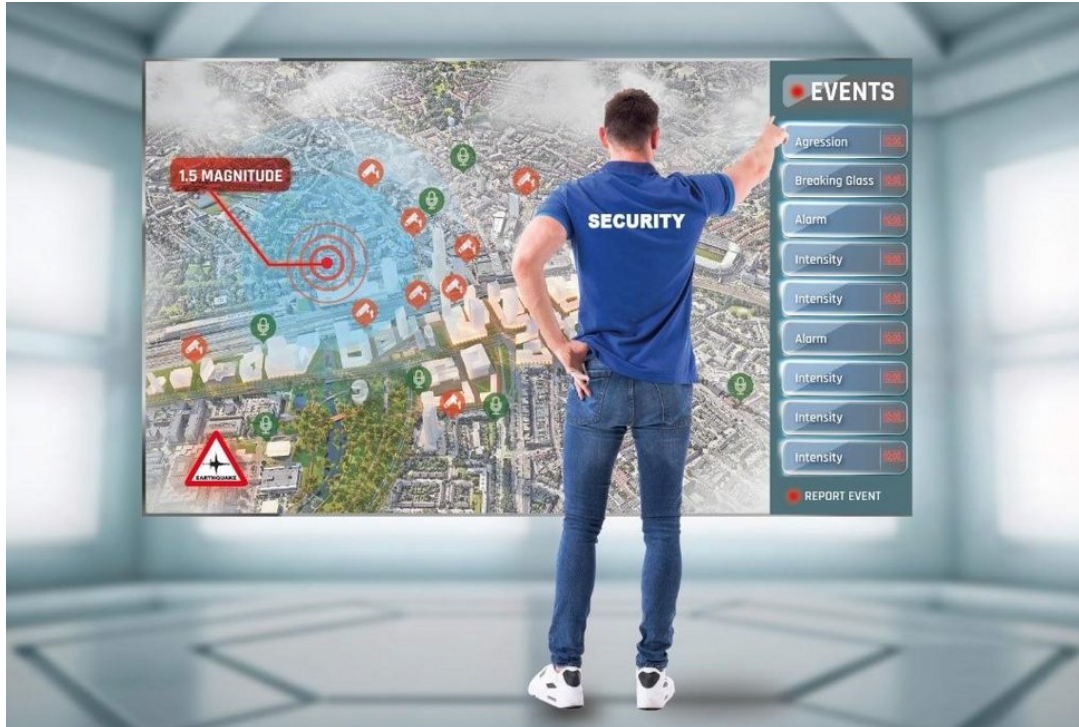 EVENTS
1.5 MAGNITUDE
SECURITY
Agression
Breaking Glass
Alarm
Intensity
Intensity
Alarm
Intensity
Intensity
Intensity
EARTHQUAKE
REPORT EVENT